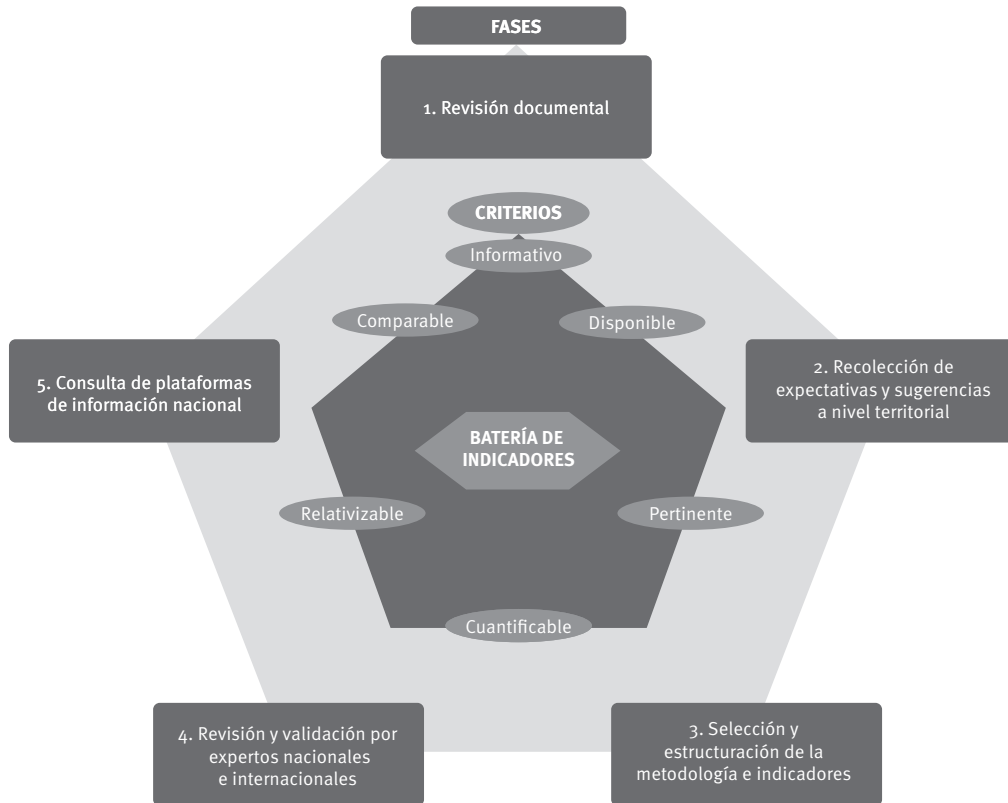 FASES
1. Revisión documental
CRITERIOS
Informativo
Comparable
Disponible
5. Consulta de plataformas
de información nacional
2. Recolección de
expectativas y sugerencias
a nivel territorial
BATERÍA DE
INDICADORES
Relativizable
Pertinente
Cuantificable
4. Revisión y validación por
expertos nacionales
e internacionales
3. Selección y
estructuración de la
metodología e indicadores